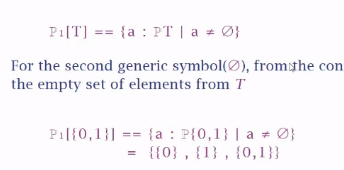 ℙ₁[T] == {a : ℙT | a ≠ ∅}
For the second generic symbol(∅), from the con
the empty set of elements from T
ℙ₁[{0,1}] == {a : ℙ{0,1} | a ≠ ∅}
= {{0} , {1} , {0,1}}